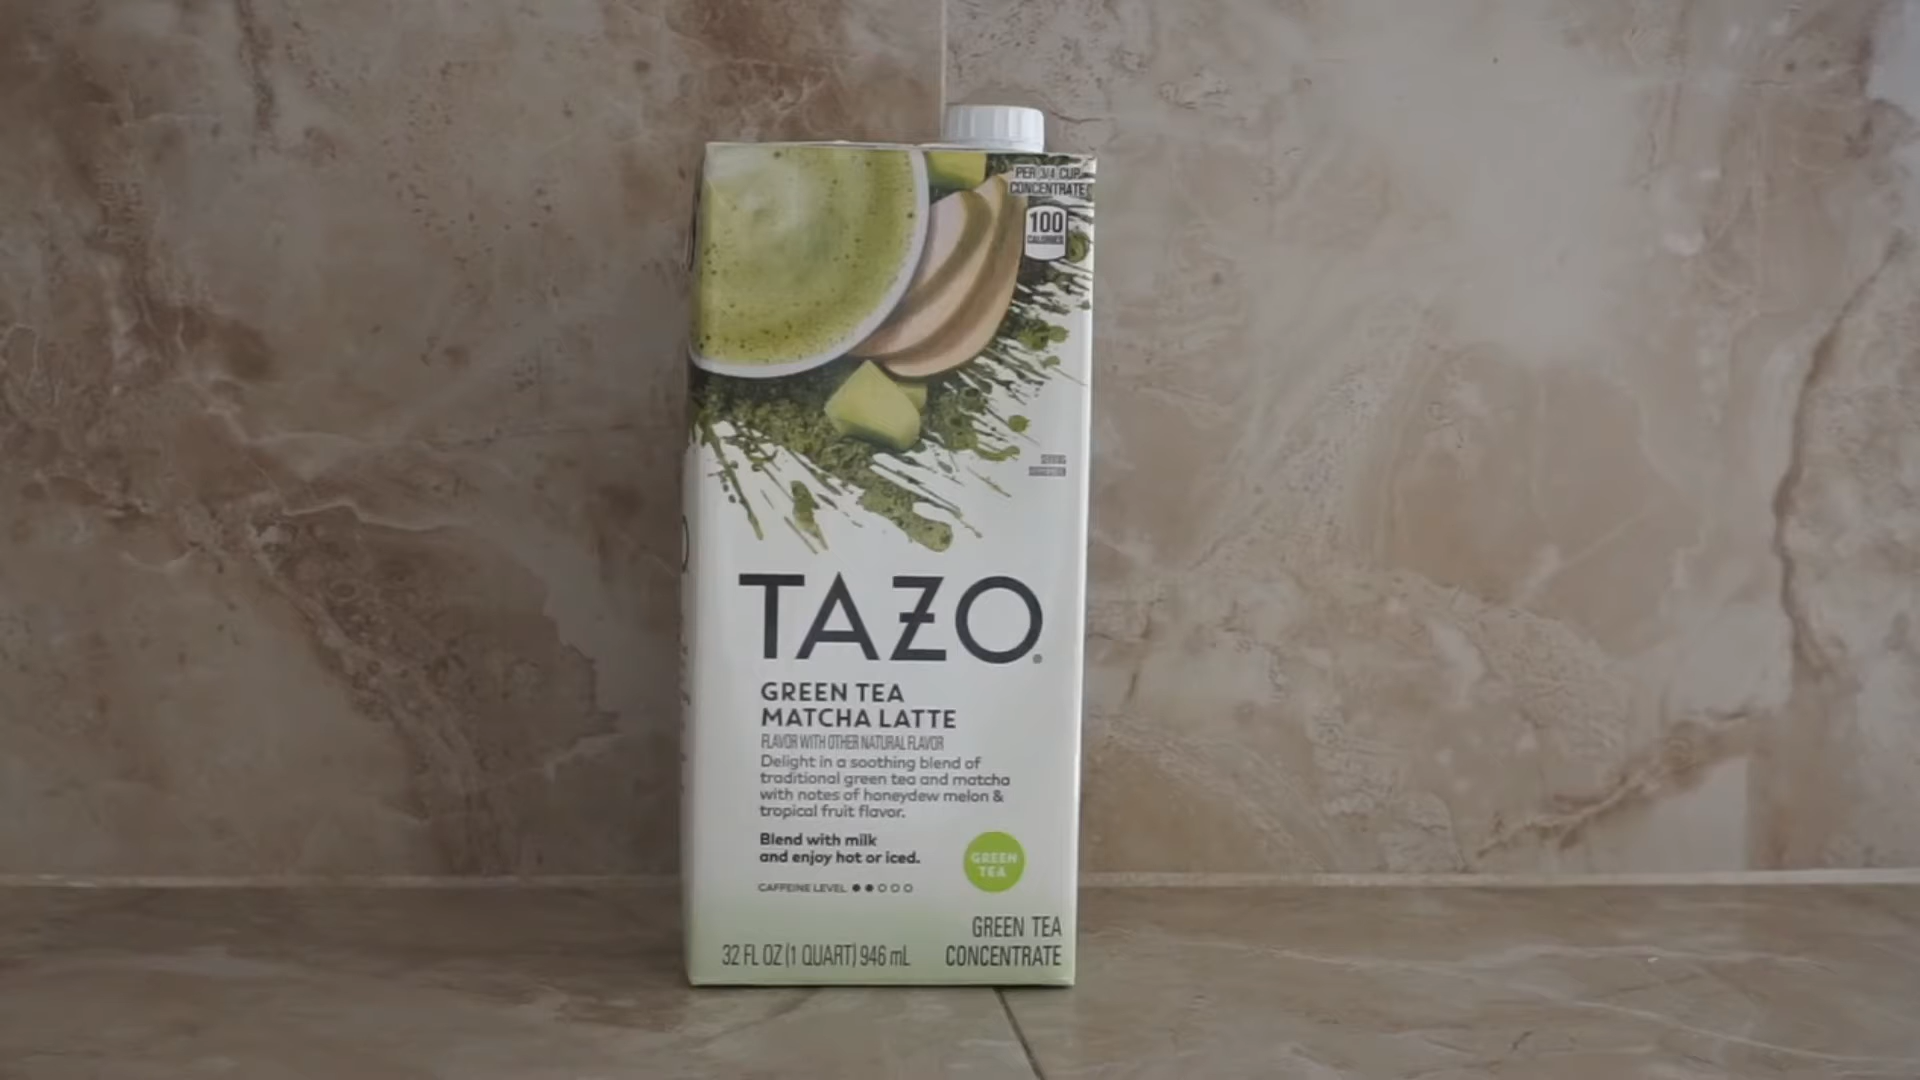 PER 3/4 CUP
CONCENTRATE
100
CALORIES
SERVING
SUGGESTION
TAZO®
GREEN TEA
MATCHA LATTE
FLAVOR WITH OTHER NATURAL FLAVOR
Delight in a soothing blend of
traditional green tea and matcha
with notes of honeydew melon &
tropical fruit flavor.
Blend with milk
and enjoy hot or iced.
GREEN
TEA
CAFFEINE LEVEL
GREEN TEA
CONCENTRATE
32 FL OZ (1 QUART) 946 mL